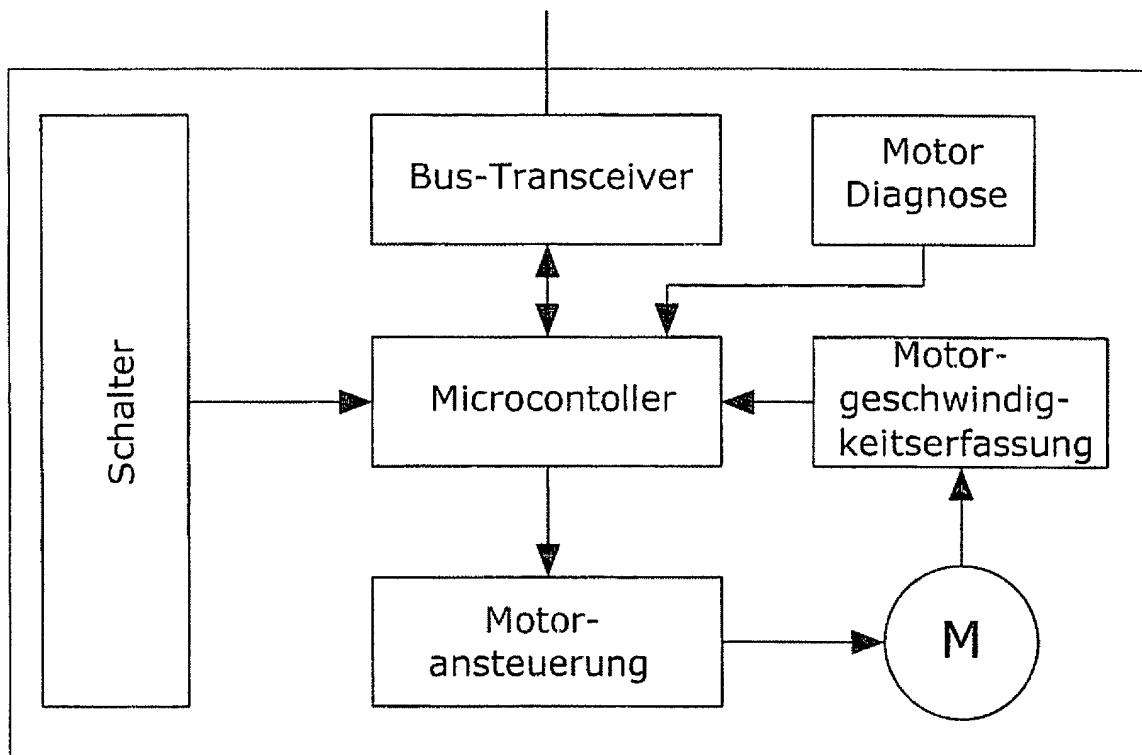 Bus-Transceiver
Motor
Diagnose
Schalter
Microcontoller
Motor-
geschwindig-
keitserfassung
Motor-
ansteuerung
M